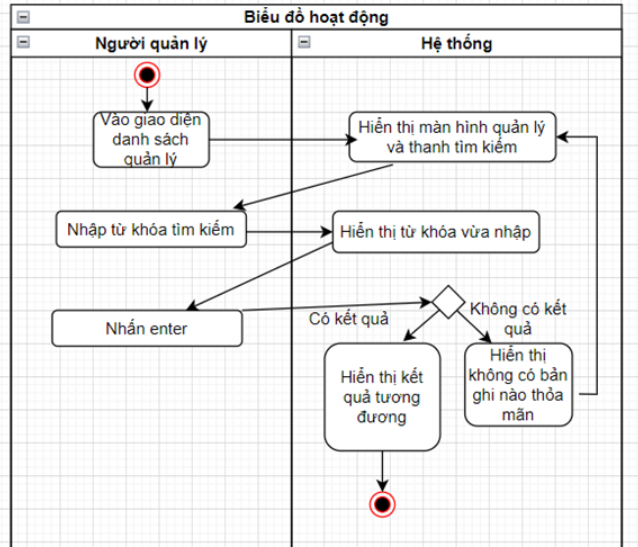 Biểu đồ hoạt động
Người quản lý
Hệ thống
Vào giao diện
danh sách
quản lý
Hiển thị màn hình quản lý
và thanh tìm kiếm
Nhập từ khóa tìm kiếm
Hiển thị từ khóa vừa nhập
Nhấn enter
Có kết quả
Không có kết
quả
Hiển thị kết
quả tương
đương
Hiển thị
không có bản
ghi nào thỏa
mãn